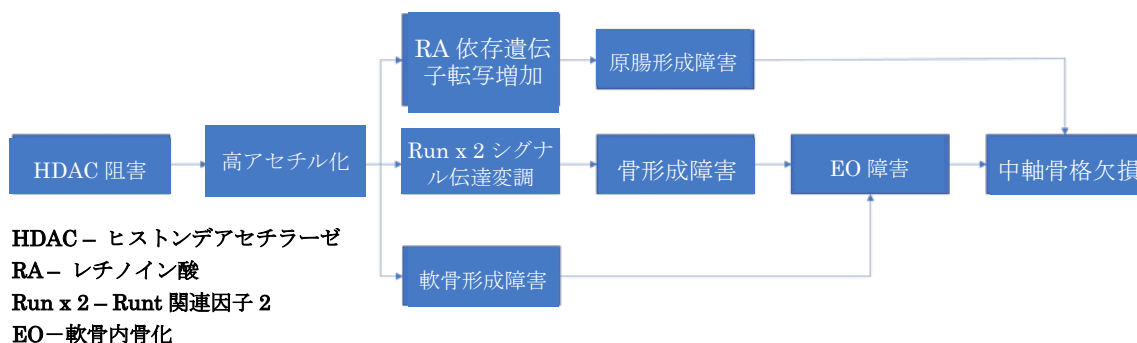 RA 依存遺伝
子転写増加
原腸形成障害
HDAC 阻害
高アセチル化
Run x 2 シグナ
ル伝達変調
骨形成障害
EO 障害
中軸骨格欠損
軟骨形成障害
HDAC – ヒストンデアセチラーゼ
RA – レチノイン酸
Run x 2 – Runt 関連因子 2
EO－軟骨内骨化